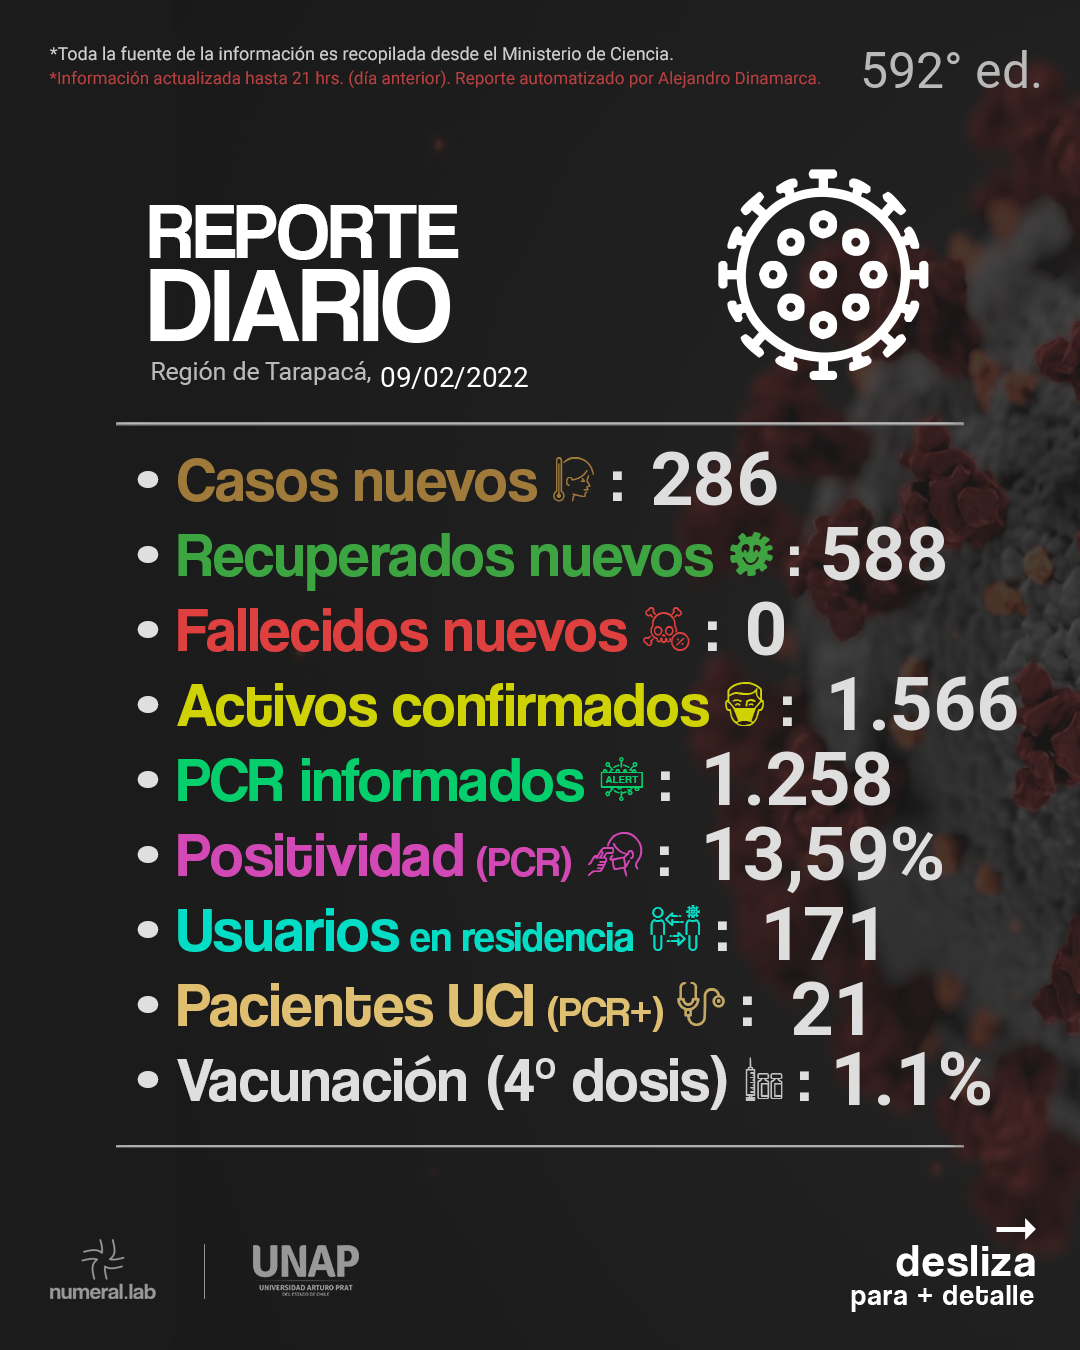 *Toda la fuente de la información es recopilada desde el Ministerio de Ciencia.
*Información actualizada hasta 21 hrs. (día anterior). Reporte automatizado por Alejandro Dinamarca.
592° ed.
REPORTE
DIARIO
Región de Tarapacá, 09/02/2022
• Casos nuevos : 286
• Recuperados nuevos : 588
• Fallecidos nuevos : 0
• Activos confirmados : 1.566
• PCR informados ALERT : 1.258
• Positividad (PCR) : 13,59%
• Usuarios en residencia : 171
• Pacientes UCI (PCR+) : 21
• Vacunación (4º dosis) : 1.1%
numeral.lab
UNAP
UNIVERSIDAD ARTURO PRAT
DEL ESTADO DE CHILE
desliza
para + detalle